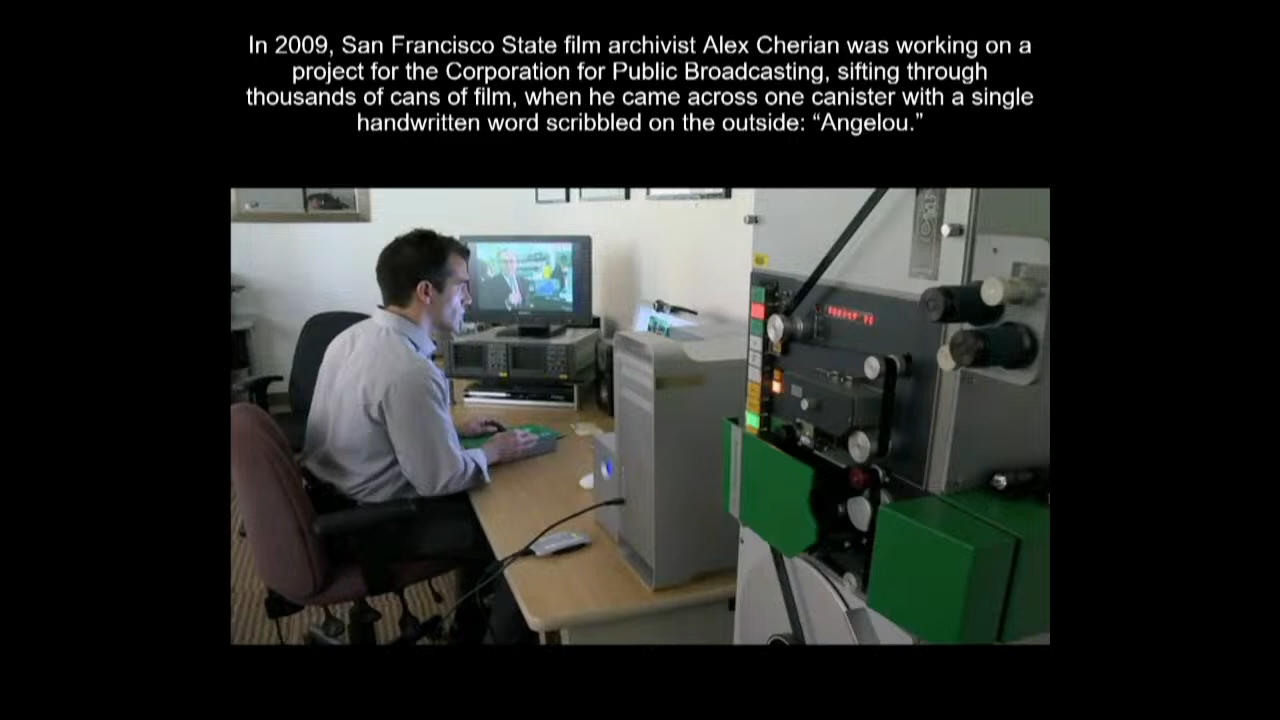 In 2009, San Francisco State film archivist Alex Cherian was working on a
project for the Corporation for Public Broadcasting, sifting through
thousands of cans of film, when he came across one canister with a single
handwritten word scribbled on the outside: “Angelou.”